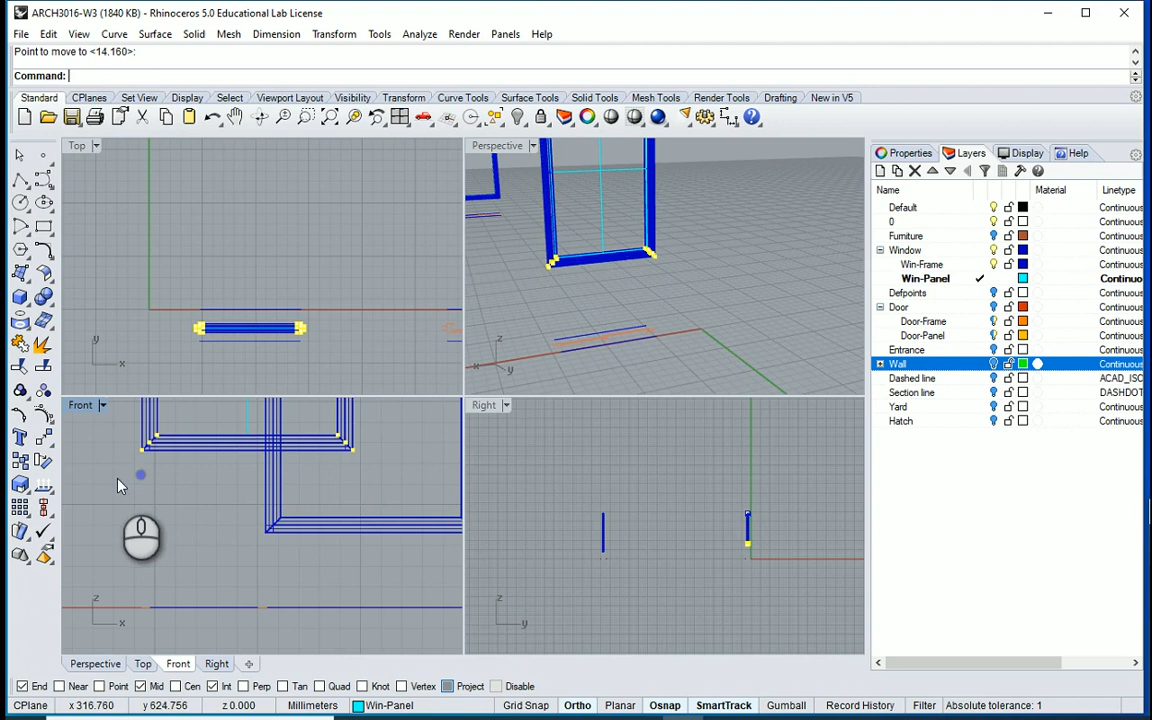 ARCH3016-W3 (1840 KB) - Rhinoceros 5.0 Educational Lab License
File Edit View Curve Surface Solid Mesh Dimension Transform Tools Analyze Render Panels Help
Point to move to <14.160>:
Command:
Standard CPlanes Set View Display Select Viewport Layout Visibility Transform Curve Tools Surface Tools Solid Tools Mesh Tools Render Tools Drafting New in V5
Top
y
x
Perspective
z
x
y
Front
z
x
Right
z
y
Properties Layers Display Help
Name Material Linetype
Default Continuous
0 Continuous
Furniture Continuous
Window Continuous
Win-Frame Continuous
Win-Panel Continuo
Defpoints Continuous
Door Continuous
Door-Frame Continuous
Door-Panel Continuous
Entrance Continuous
Wall Continuous
Dashed line ACAD_ISO
Section line DASHDOT
Yard Continuous
Hatch Continuous
Perspective Top Front Right
End Near Point Mid Cen Int Perp Tan Quad Knot Vertex Project Disable
CPlane x 316.760 y 624.756 z 0.000 Millimeters Win-Panel Grid Snap Ortho Planar Osnap SmartTrack Gumball Record History Filter Absolute tolerance: 1